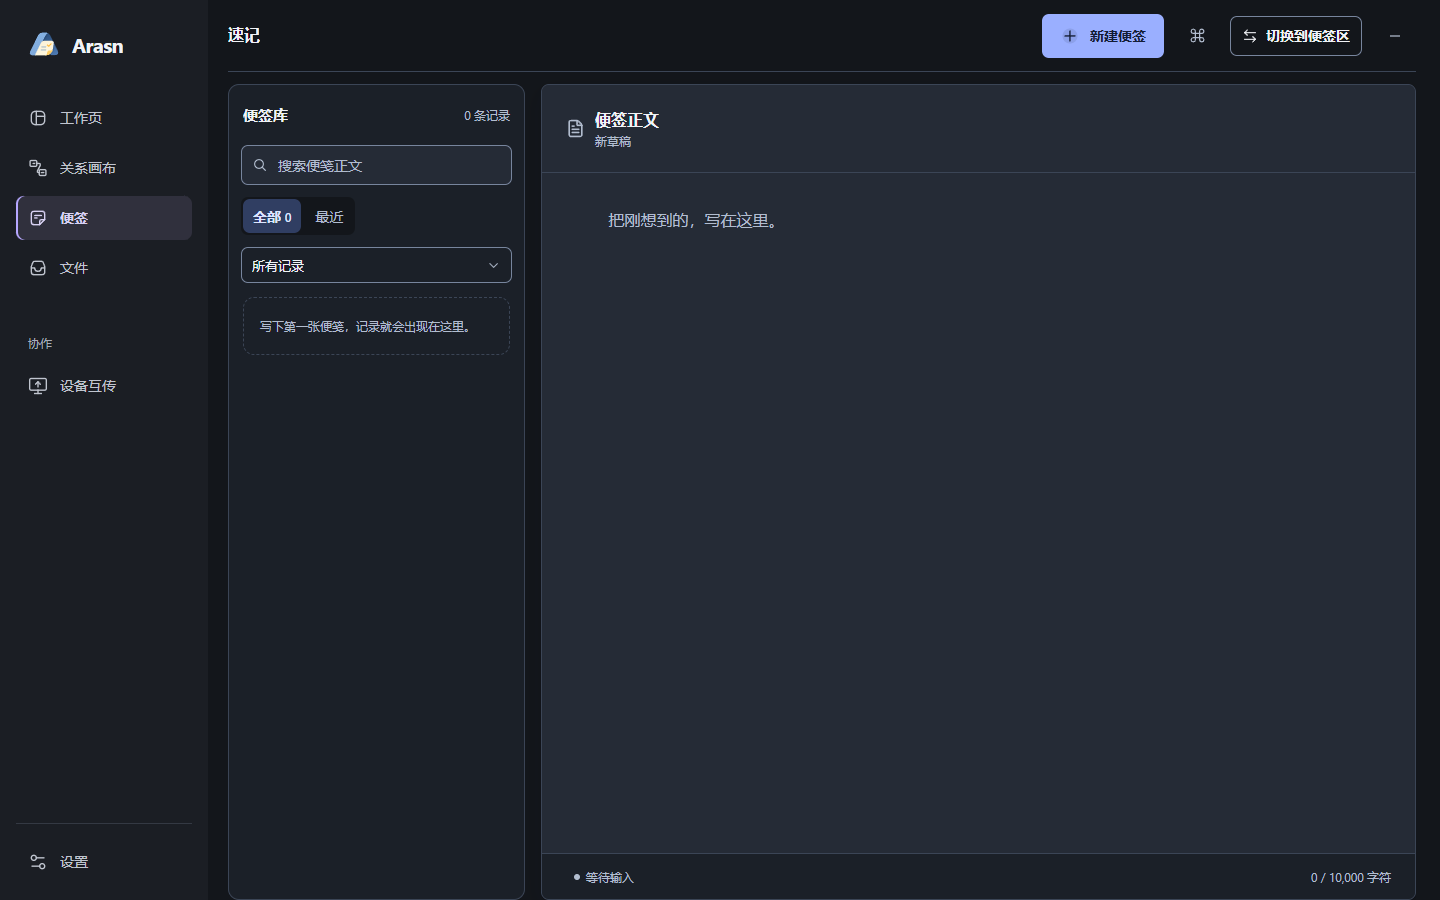 Arasn
工作页
关系画布
便签
文件
协作
设备互传
设置
速记
新建便签
切换到便签区
便签库
0 条记录
搜索便笺正文
全部 0
最近
所有记录
写下第一张便笺，记录就会出现在这里。
便签正文
新草稿
把刚想到的，写在这里。
等待输入
0 / 10,000 字符